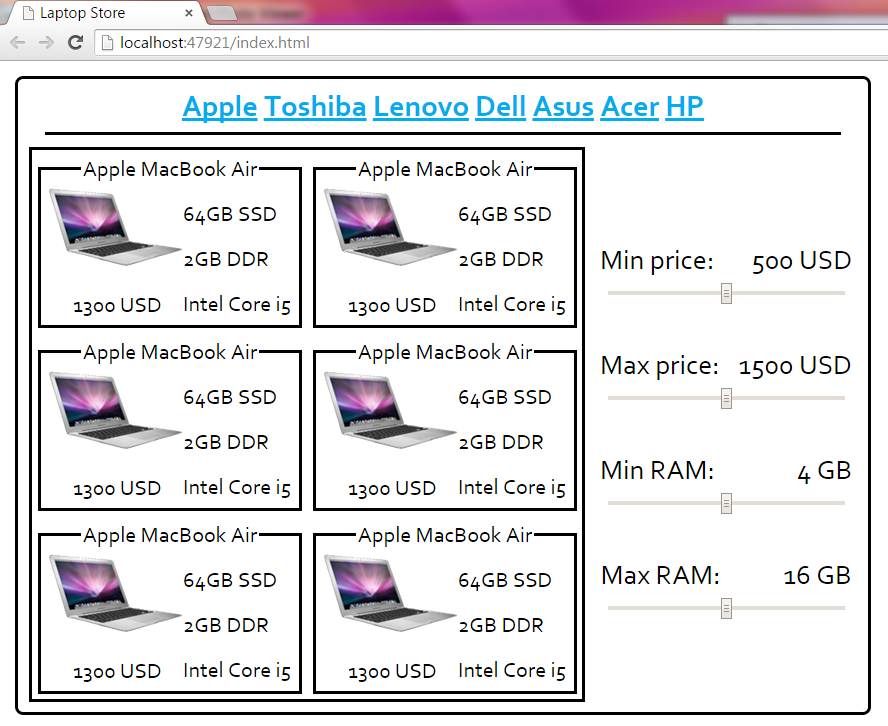 Laptop Store
localhost:47921/index.html
Apple Toshiba Lenovo Dell Asus Acer HP
Apple MacBook Air
64GB SSD
2GB DDR
1300 USD Intel Core i5
Apple MacBook Air
64GB SSD
2GB DDR
1300 USD Intel Core i5
Apple MacBook Air
64GB SSD
2GB DDR
1300 USD Intel Core i5
Apple MacBook Air
64GB SSD
2GB DDR
1300 USD Intel Core i5
Apple MacBook Air
64GB SSD
2GB DDR
1300 USD Intel Core i5
Apple MacBook Air
64GB SSD
2GB DDR
1300 USD Intel Core i5
Min price: 500 USD
Max price: 1500 USD
Min RAM: 4 GB
Max RAM: 16 GB